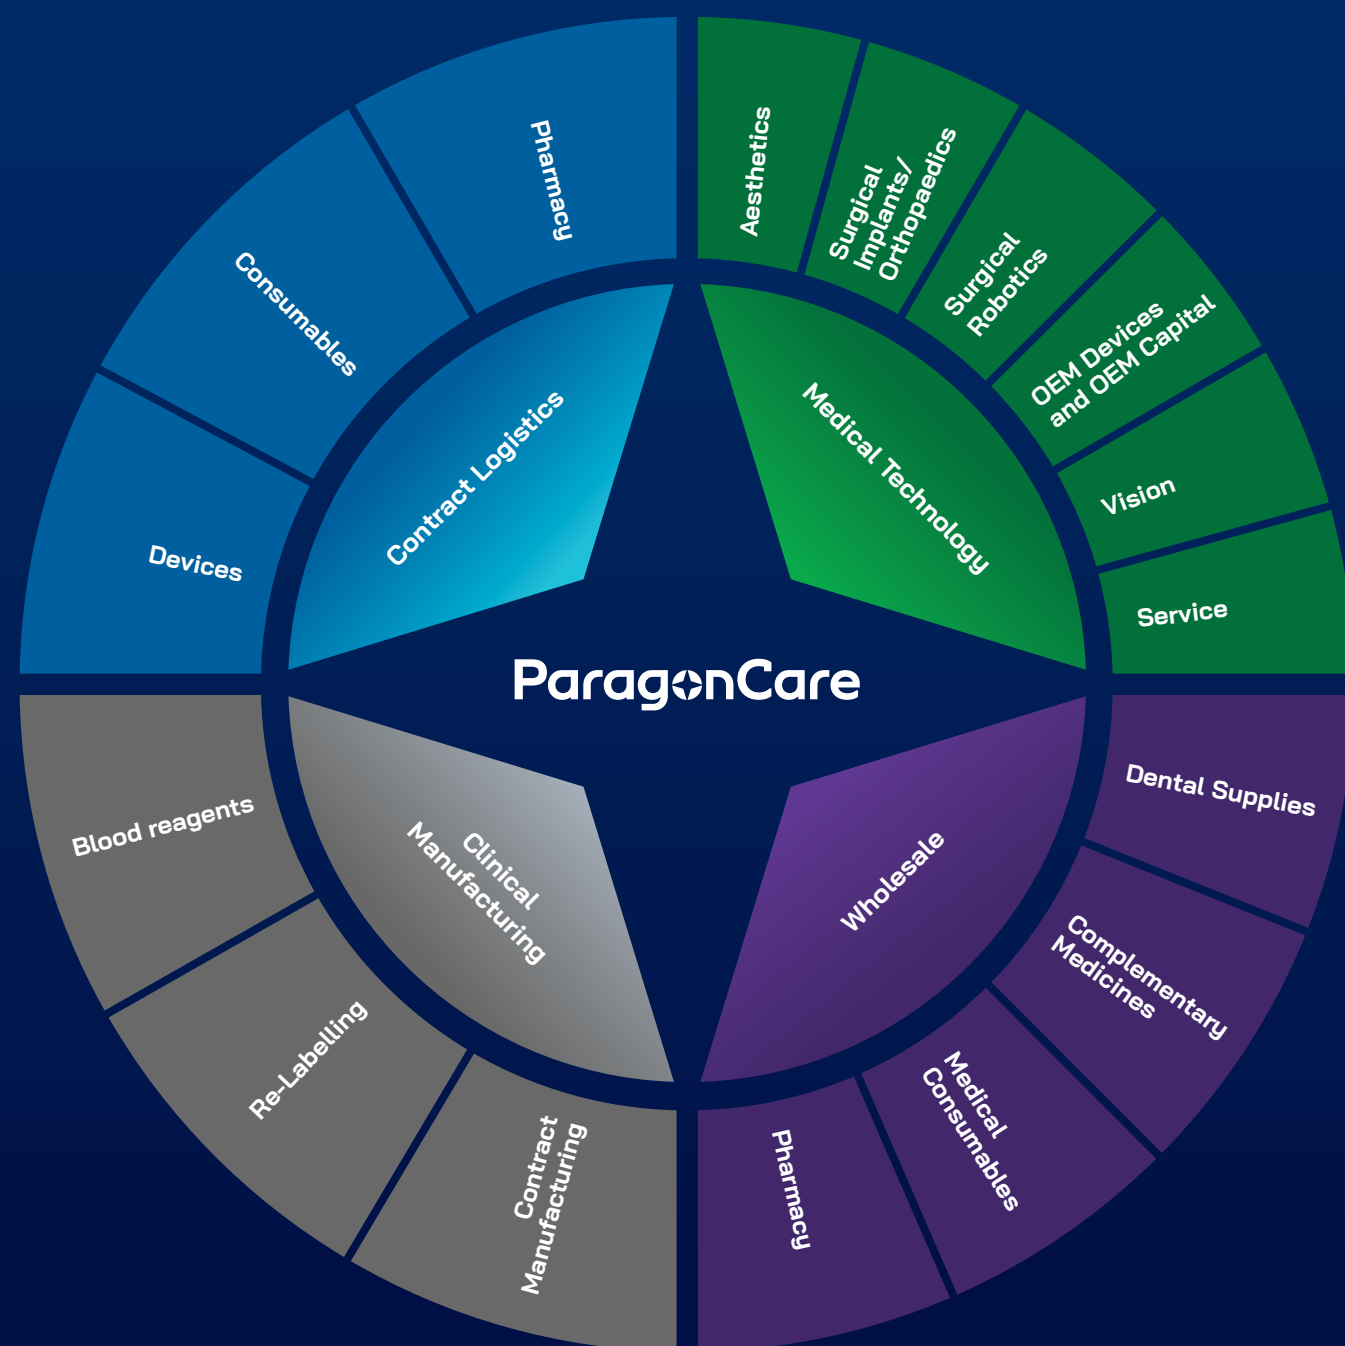 Pharmacy
Consumables
Devices
Contract Logistics
Aesthetics
Surgical
Implants/
Orthopaedics
Surgical
Robotics
OEM Devices
and OEM Capital
Vision
Service
Medical Technology
ParagonCare
Blood reagents
Re-Labelling
Contract
Manufacturing
Clinical
Manufacturing
Wholesale
Dental Supplies
Complementary
Medicines
Medical
Consumables
Pharmacy